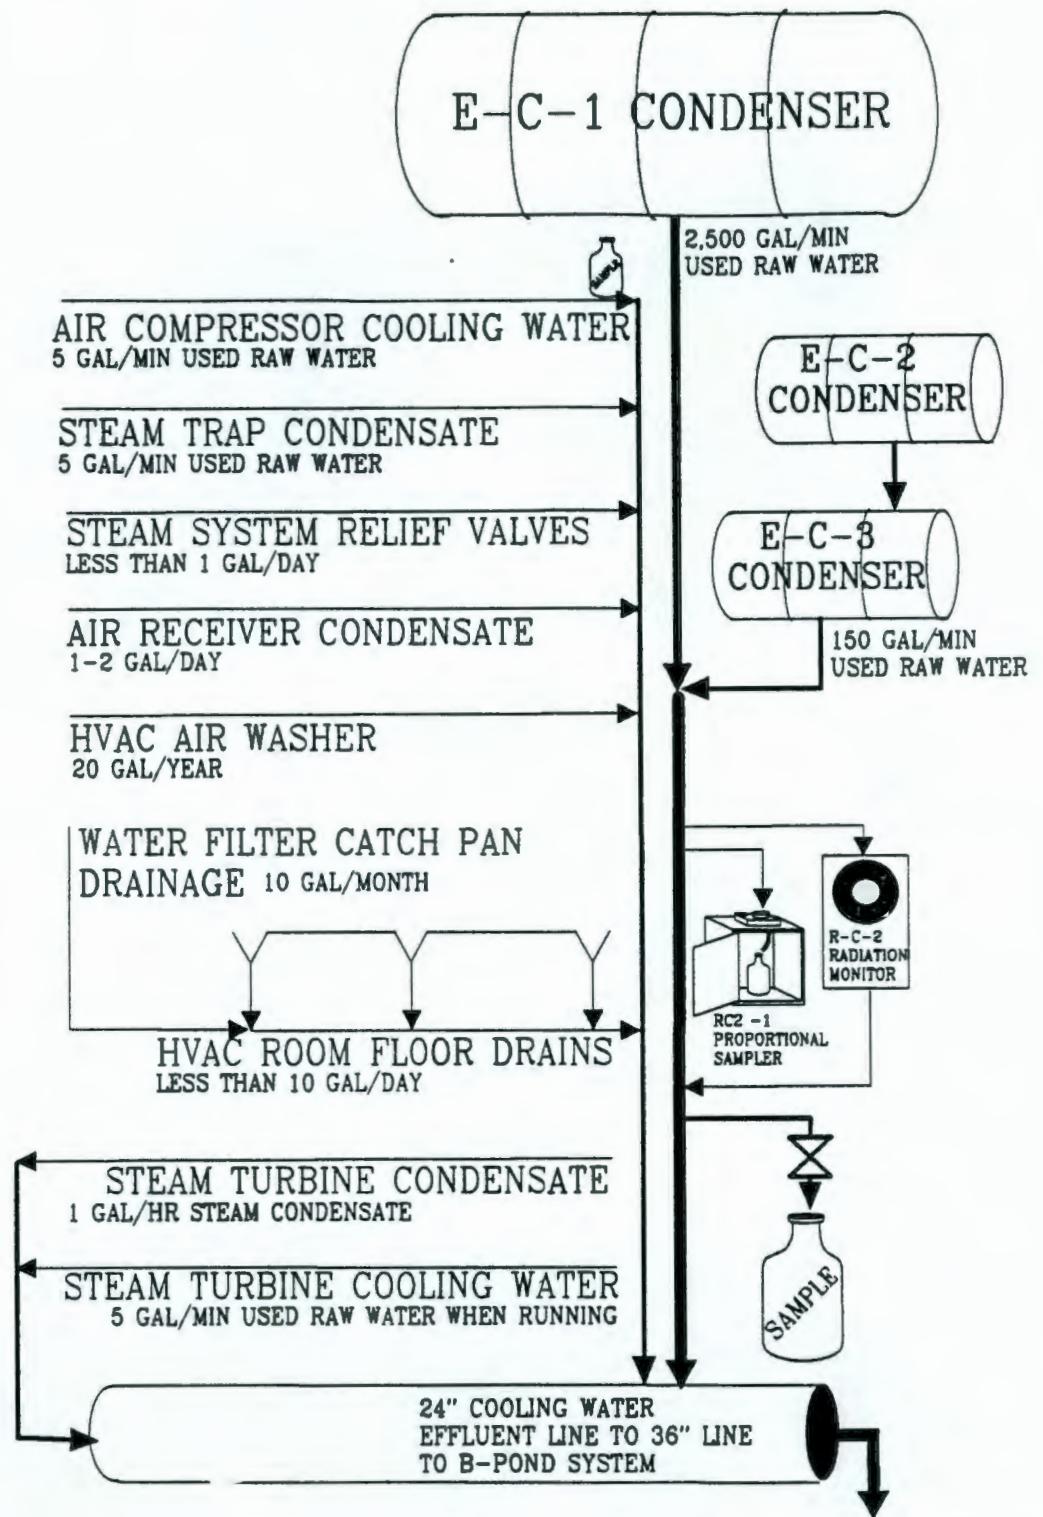 E-C-1 CONDENSER
2,500 GAL/MIN
USED RAW WATER
SAMPLE
AIR COMPRESSOR COOLING WATER
5 GAL/MIN USED RAW WATER
E-C-2
CONDENSER
STEAM TRAP CONDENSATE
5 GAL/MIN USED RAW WATER
STEAM SYSTEM RELIEF VALVES
LESS THAN 1 GAL/DAY
E-C-3
CONDENSER
AIR RECEIVER CONDENSATE
1-2 GAL/DAY
150 GAL/MIN
USED RAW WATER
HVAC AIR WASHER
20 GAL/YEAR
WATER FILTER CATCH PAN
DRAINAGE 10 GAL/MONTH
R-C-2
RADIATION
MONITOR
RC2 -1
PROPORTIONAL
SAMPLER
HVAC ROOM FLOOR DRAINS
LESS THAN 10 GAL/DAY
STEAM TURBINE CONDENSATE
1 GAL/HR STEAM CONDENSATE
STEAM TURBINE COOLING WATER
5 GAL/MIN USED RAW WATER WHEN RUNNING
SAMPLE
24" COOLING WATER
EFFLUENT LINE TO 36" LINE
TO B-POND SYSTEM